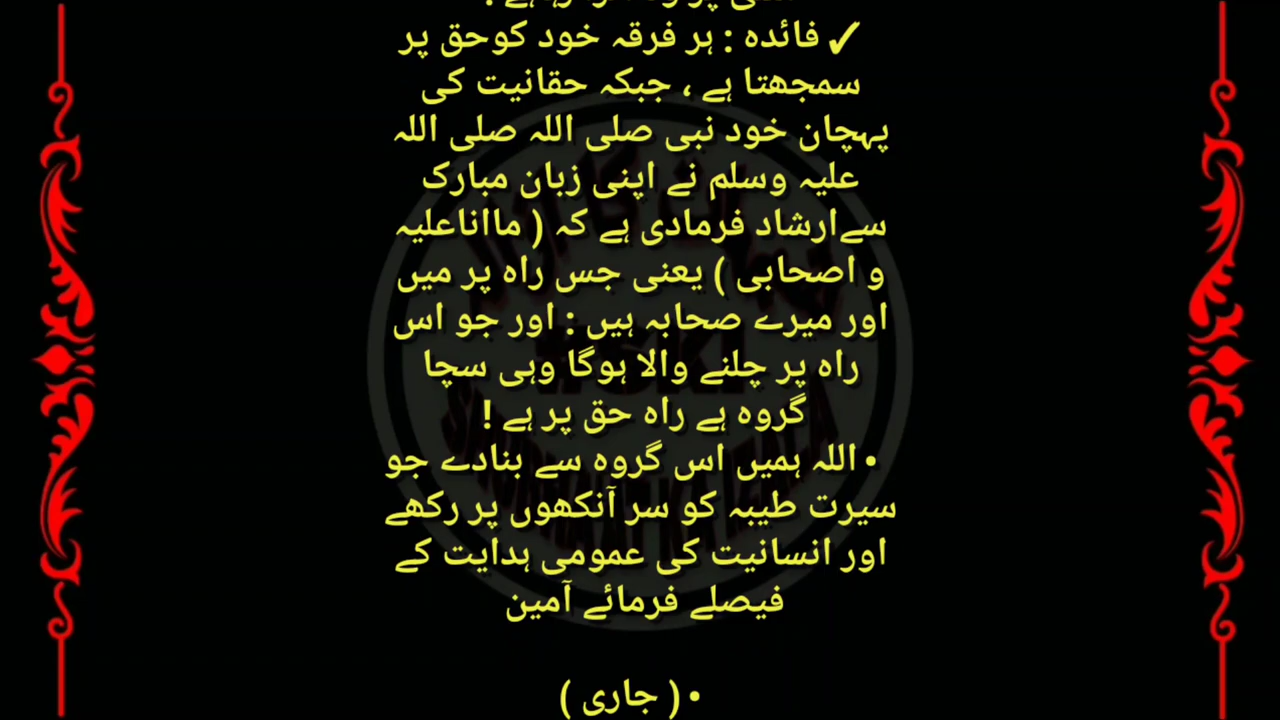 ✓ فائدہ : ہر فرقہ خود کوحق پر
سمجھتا ہے ، جبکہ حقانیت کی
پہچان خود نبی صلی اللہ صلی اللہ
علیہ وسلم نے اپنی زبان مبارک
سےارشاد فرمادی ہے کہ ( مااناعلیہ
و اصحابی ) یعنی جس راہ پر میں
اور میرے صحابہ ہیں : اور جو اس
راہ پر چلنے والا ہوگا وہی سچا
گروہ ہے راہ حق پر ہے !
• اللہ ہمیں اس گروہ سے بنادے جو
سیرت طیبہ کو سر آنکھوں پر رکھے
اور انسانیت کی عمومی ہدایت کے
فیصلے فرمائے آمین
• ( جاری )